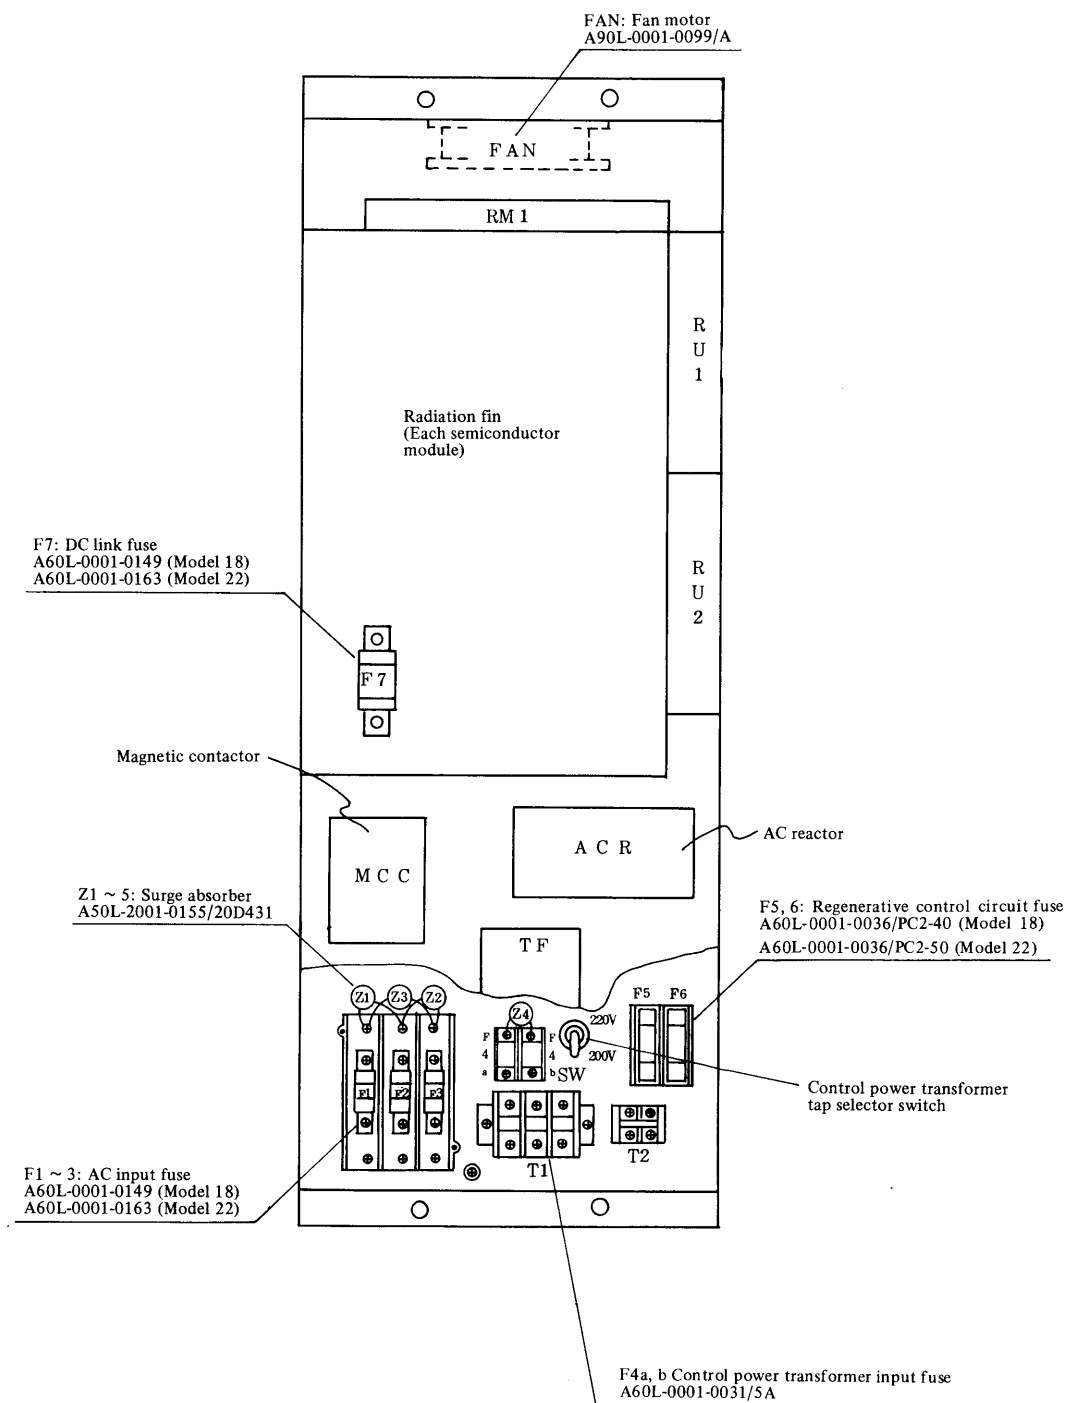 FAN: Fan motor
A90L-0001-0099/A
FAN
RM 1
R
U
1
Radiation fin
(Each semiconductor
module)
F7: DC link fuse
A60L-0001-0149 (Model 18)
A60L-0001-0163 (Model 22)
R
U
2
F 7
Magnetic contactor
A C R
AC reactor
M C C
Z1 ~ 5: Surge absorber
A50L-2001-0155/20D431
F5, 6: Regenerative control circuit fuse
A60L-0001-0036/PC2-40 (Model 18)
A60L-0001-0036/PC2-50 (Model 22)
T F
Z1 Z3 Z2
F5 F6
Z4
220V
F
4
a
F
4
b
200V
SW
F1 F2 F3
Control power transformer
tap selector switch
T1
T2
F1 ~ 3: AC input fuse
A60L-0001-0149 (Model 18)
A60L-0001-0163 (Model 22)
F4a, b Control power transformer input fuse
A60L-0001-0031/5A